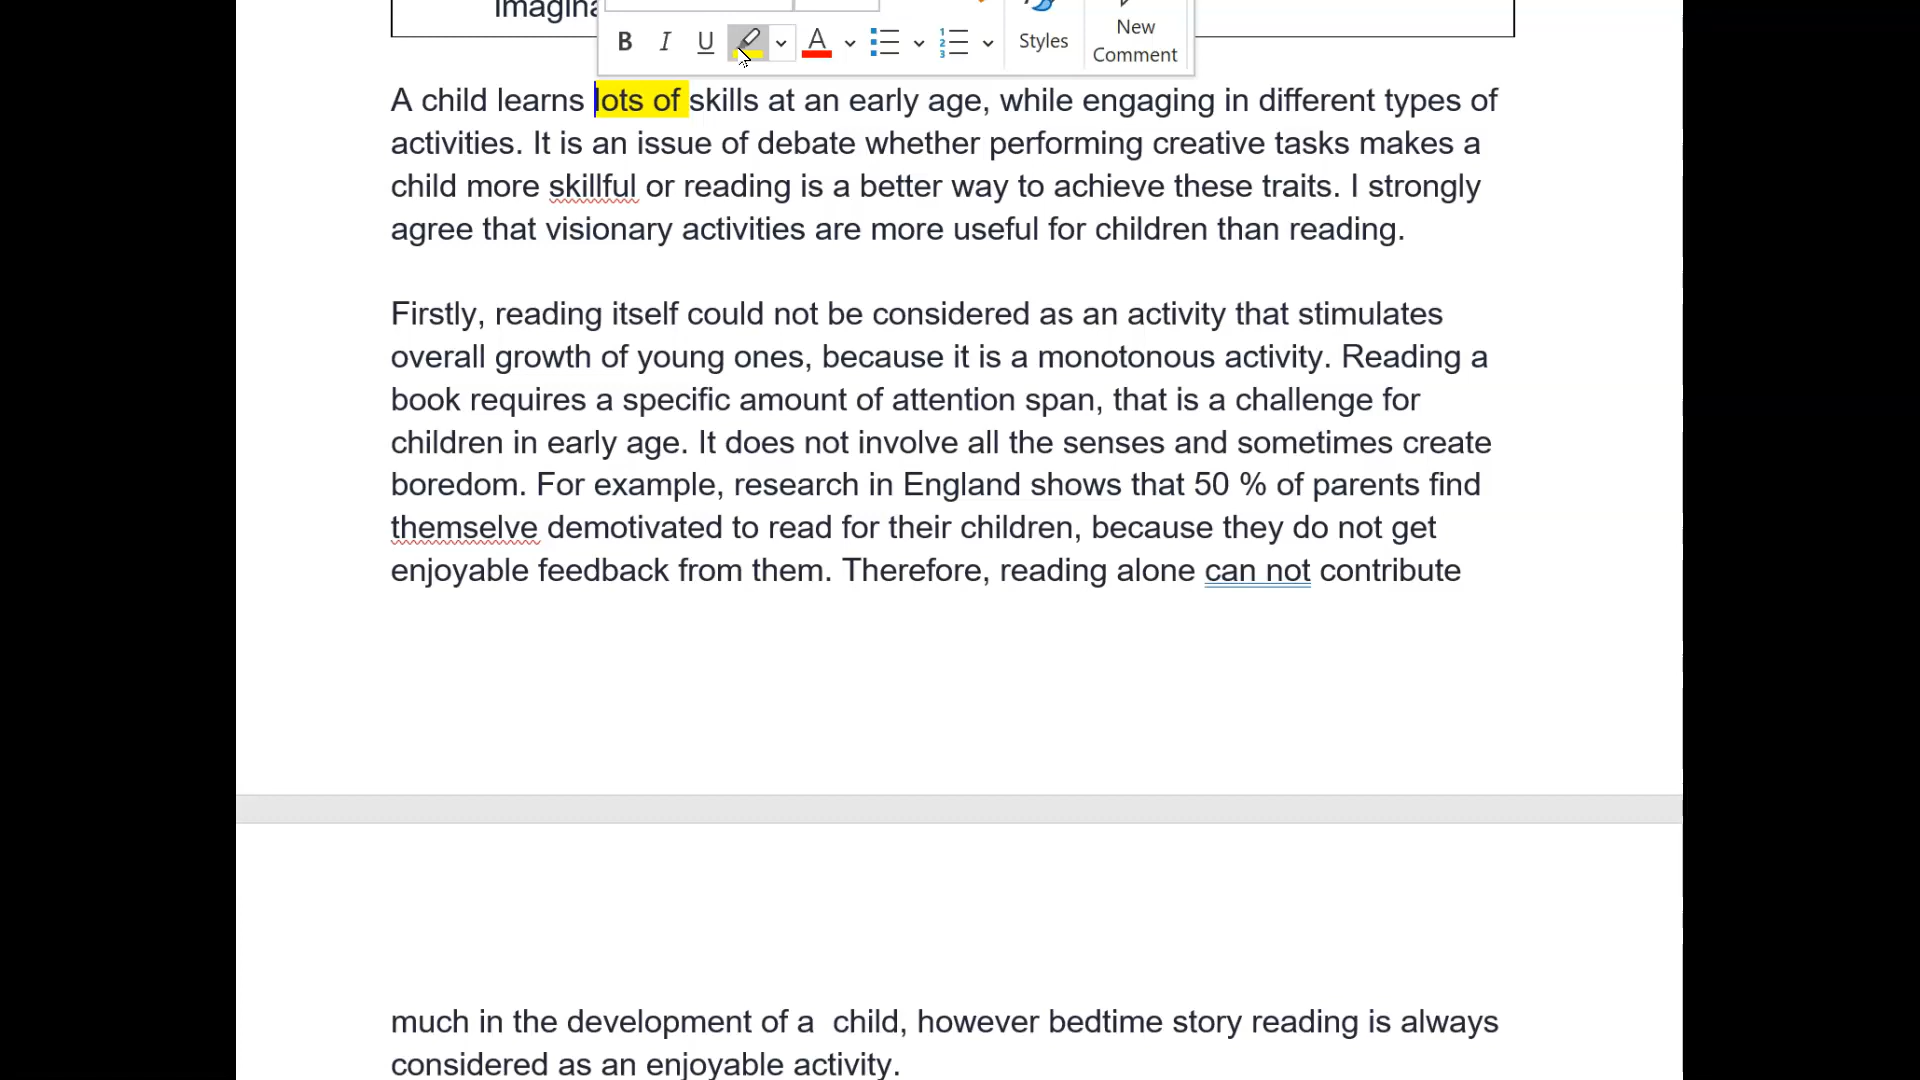 imagina
B I U A Styles New
Comment
A child learns lots of skills at an early age, while engaging in different types of
activities. It is an issue of debate whether performing creative tasks makes a
child more skillful or reading is a better way to achieve these traits. I strongly
agree that visionary activities are more useful for children than reading.
Firstly, reading itself could not be considered as an activity that stimulates
overall growth of young ones, because it is a monotonous activity. Reading a
book requires a specific amount of attention span, that is a challenge for
children in early age. It does not involve all the senses and sometimes create
boredom. For example, research in England shows that 50 % of parents find
themselve demotivated to read for their children, because they do not get
enjoyable feedback from them. Therefore, reading alone can not contribute
much in the development of a  child, however bedtime story reading is always
considered as an enjoyable activity.